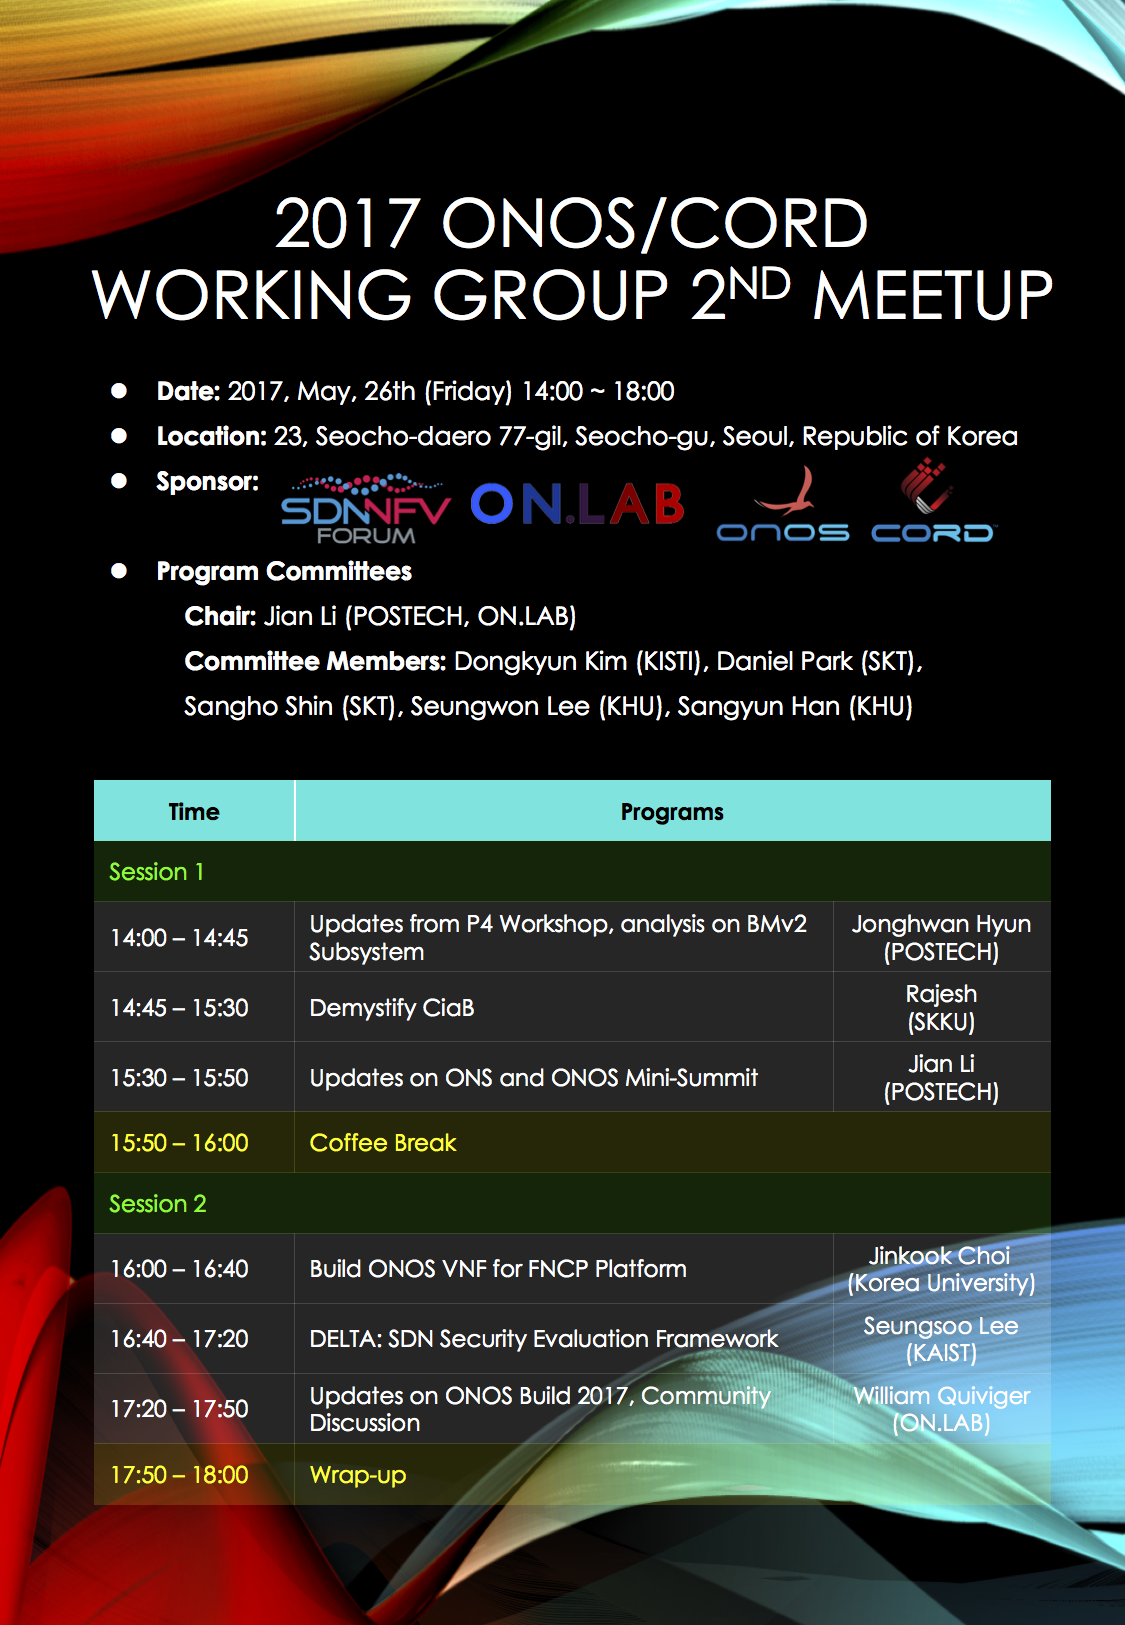 2017 ONOS/CORD
WORKING GROUP 2ND MEETUP
● Date: 2017, May, 26th (Friday) 14:00 ~ 18:00
● Location: 23, Seocho-daero 77-gil, Seocho-gu, Seoul, Republic of Korea
● Sponsor:
SDNNFV
FORUM
ON.LAB
onos
CORD™
● Program Committees
Chair: Jian Li (POSTECH, ON.LAB)
Committee Members: Dongkyun Kim (KISTI), Daniel Park (SKT),
Sangho Shin (SKT), Seungwon Lee (KHU), Sangyun Han (KHU)
Time Programs
Session 1
14:00 – 14:45
Updates from P4 Workshop, analysis on BMv2
Subsystem
Jonghwan Hyun
(POSTECH)
14:45 – 15:30
Demystify CiaB
Rajesh
(SKKU)
15:30 – 15:50
Updates on ONS and ONOS Mini-Summit
Jian Li
(POSTECH)
15:50 – 16:00
Coffee Break
Session 2
16:00 – 16:40
Build ONOS VNF for FNCP Platform
Jinkook Choi
(Korea University)
16:40 – 17:20
DELTA: SDN Security Evaluation Framework
Seungsoo Lee
(KAIST)
17:20 – 17:50
Updates on ONOS Build 2017, Community
Discussion
William Quiviger
(ON.LAB)
17:50 – 18:00
Wrap-up